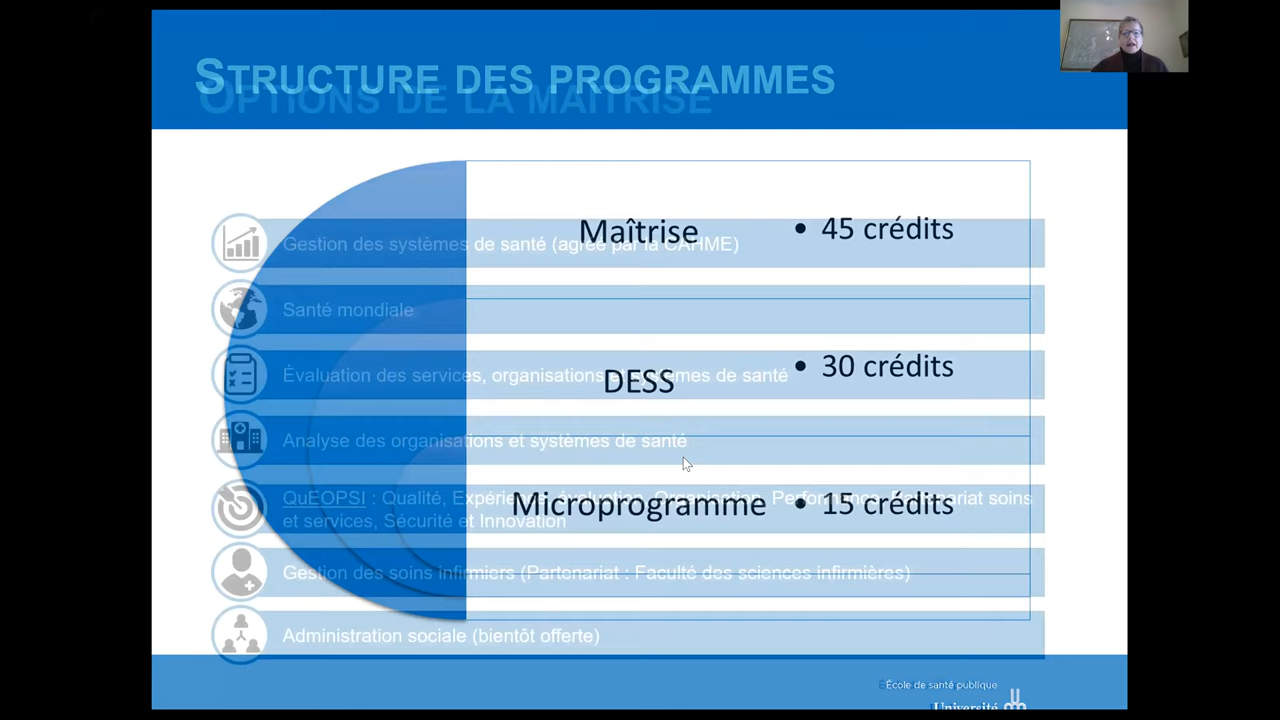 STRUCTURE DES PROGRAMMES
OPTIONS DE LA MAITRISE
Maîtrise • 45 crédits
Gestion des systèmes de santé (agréé par la CAHME)
Santé mondiale
DESS • 30 crédits
Évaluation des services, organisations et systèmes de santé
Analyse des organisations et systèmes de santé
Microprogramme • 15 crédits
QuEOPSI : Qualité, Expérience, évaluation, Organisation, Performance, Partenariat soins
et services, Sécurité et Innovation
Gestion des soins infirmiers (Partenariat : Faculté des sciences infirmières)
Administration sociale (bientôt offerte)
École de santé publique
Université